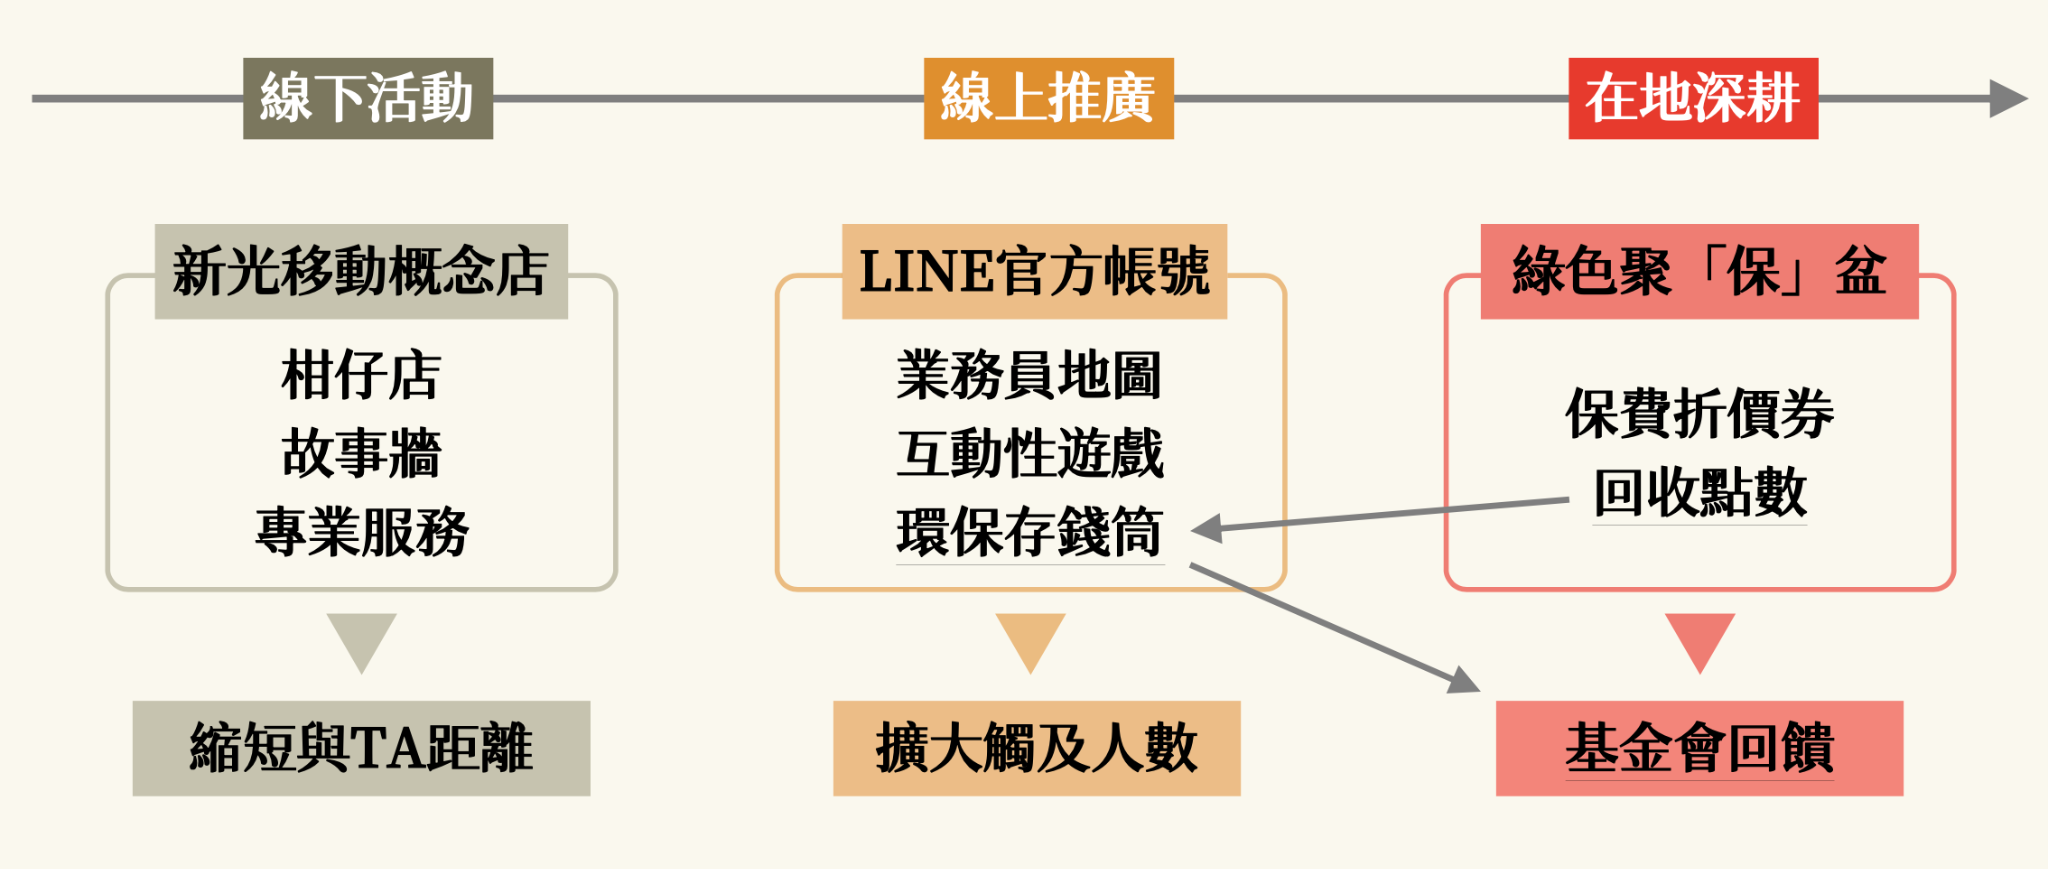 線下活動
線上推廣
在地深耕
新光移動概念店
柑仔店
故事牆
專業服務
縮短與TA距離
LINE官方帳號
業務員地圖
互動性遊戲
環保存錢筒
擴大觸及人數
綠色聚「保」盆
保費折價券
回收點數
基金會回饋